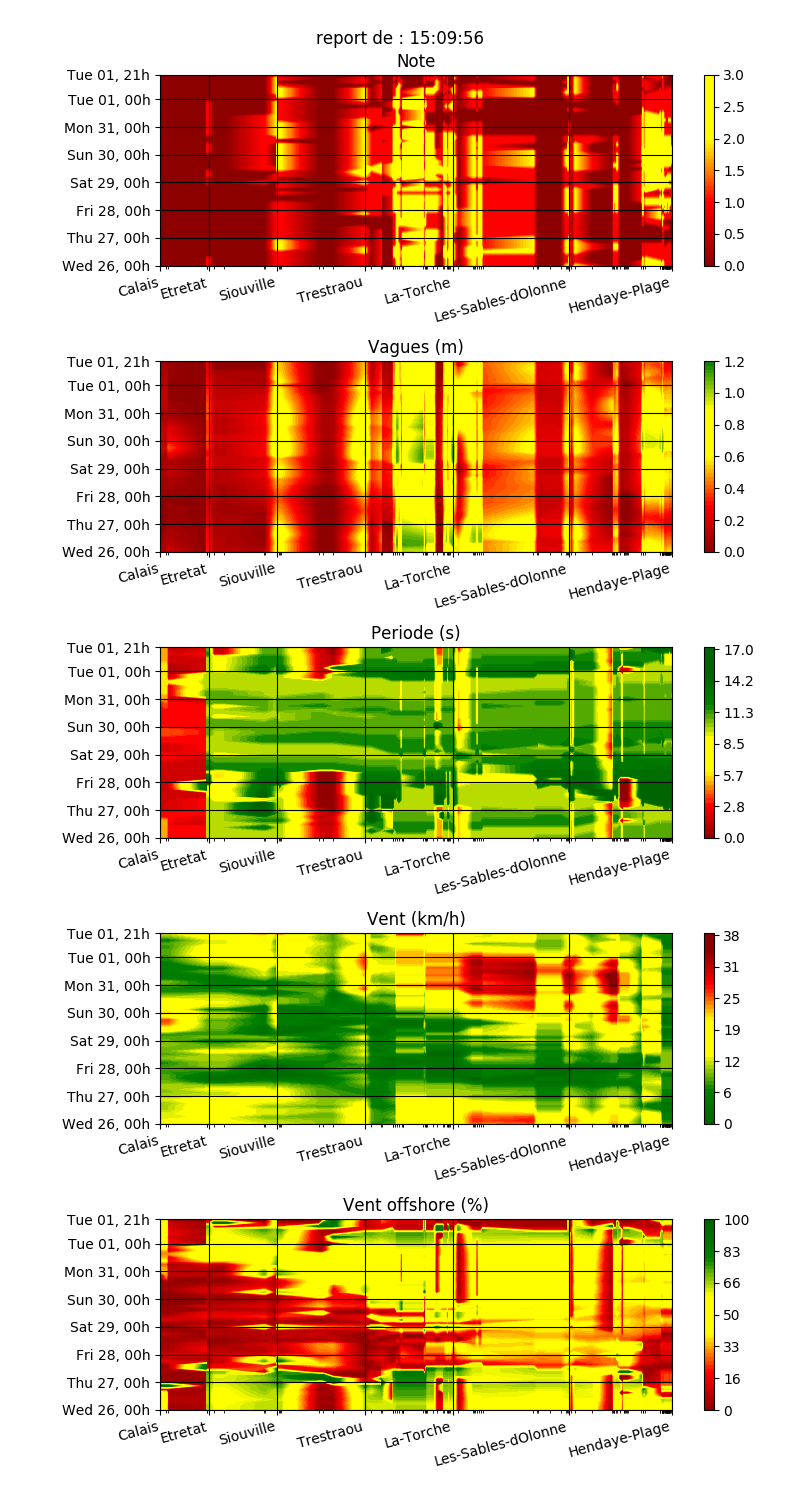 report de : 15:09:56
Note
Tue 01, 21h
Tue 01, 00h
Mon 31, 00h
Sun 30, 00h
Sat 29, 00h
Fri 28, 00h
Thu 27, 00h
Wed 26, 00h
3.0
2.5
2.0
1.5
1.0
0.5
0.0
Calais Etretat Siouville Trestraou La-Torche Les-Sables-dOlonne Hendaye-Plage
Vagues (m)
Tue 01, 21h
Tue 01, 00h
Mon 31, 00h
Sun 30, 00h
Sat 29, 00h
Fri 28, 00h
Thu 27, 00h
Wed 26, 00h
1.2
1.0
0.8
0.6
0.4
0.2
0.0
Calais Etretat Siouville Trestraou La-Torche Les-Sables-dOlonne Hendaye-Plage
Periode (s)
Tue 01, 21h
Tue 01, 00h
Mon 31, 00h
Sun 30, 00h
Sat 29, 00h
Fri 28, 00h
Thu 27, 00h
Wed 26, 00h
17.0
14.2
11.3
8.5
5.7
2.8
0.0
Calais Etretat Siouville Trestraou La-Torche Les-Sables-dOlonne Hendaye-Plage
Vent (km/h)
Tue 01, 21h
Tue 01, 00h
Mon 31, 00h
Sun 30, 00h
Sat 29, 00h
Fri 28, 00h
Thu 27, 00h
Wed 26, 00h
38
31
25
19
12
6
0
Calais Etretat Siouville Trestraou La-Torche Les-Sables-dOlonne Hendaye-Plage
Vent offshore (%)
Tue 01, 21h
Tue 01, 00h
Mon 31, 00h
Sun 30, 00h
Sat 29, 00h
Fri 28, 00h
Thu 27, 00h
Wed 26, 00h
100
83
66
50
33
16
0
Calais Etretat Siouville Trestraou La-Torche Les-Sables-dOlonne Hendaye-Plage